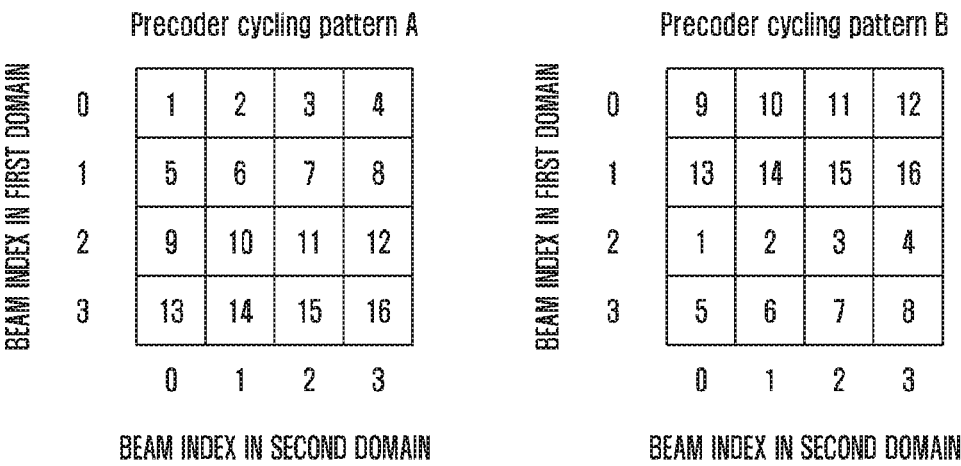 Precoder cycling pattern A
BEAM INDEX IN FIRST DOMAIN
0 1 2 3 4
1 5 6 7 8
2 9 10 11 12
3 13 14 15 16
0 1 2 3
BEAM INDEX IN SECOND DOMAIN
Precoder cycling pattern B
BEAM INDEX IN FIRST DOMAIN
0 9 10 11 12
1 13 14 15 16
2 1 2 3 4
3 5 6 7 8
0 1 2 3
BEAM INDEX IN SECOND DOMAIN